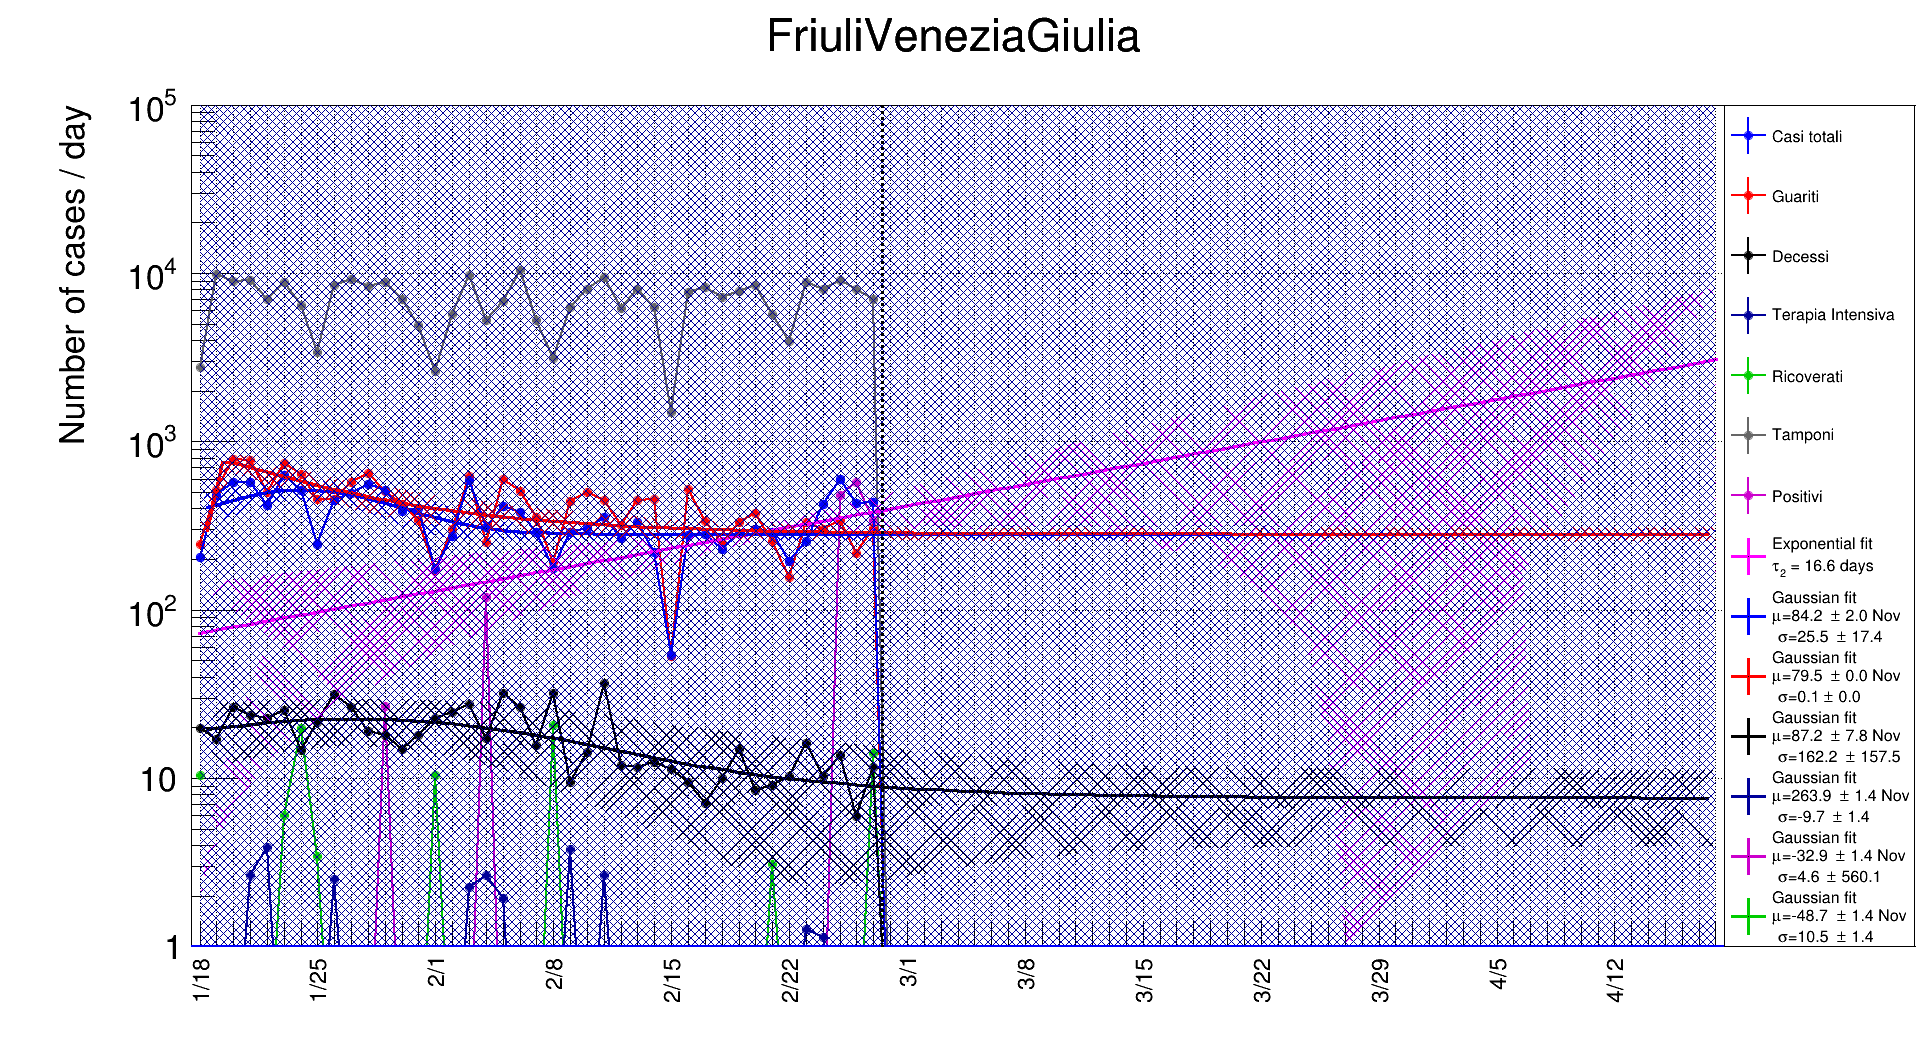 FriuliVeneziaGiulia
Number of cases / day
10^5
10^4
10^3
10^2
10
1
1/18
1/25
2/1
2/8
2/15
2/22
3/1
3/8
3/15
3/22
3/29
4/5
4/12
Casi totali
Guariti
Decessi
Terapia Intensiva
Ricoverati
Tamponi
Positivi
Exponential fit
τ_2 = 16.6 days
Gaussian fit
μ=84.2 ± 2.0 Nov
σ=25.5 ± 17.4
Gaussian fit
μ=79.5 ± 0.0 Nov
σ=0.1 ± 0.0
Gaussian fit
μ=87.2 ± 7.8 Nov
σ=162.2 ± 157.5
Gaussian fit
μ=263.9 ± 1.4 Nov
σ=-9.7 ± 1.4
Gaussian fit
μ=-32.9 ± 1.4 Nov
σ=4.6 ± 560.1
Gaussian fit
μ=-48.7 ± 1.4 Nov
σ=10.5 ± 1.4